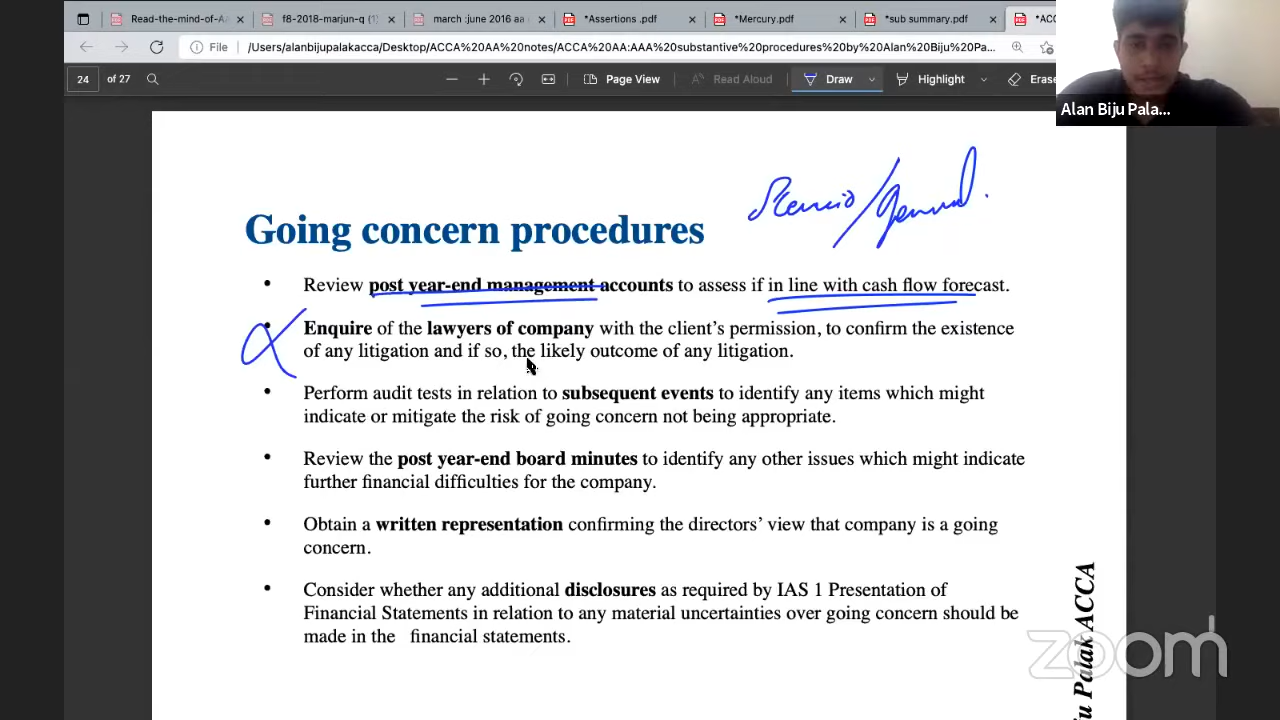 Read-the-mind-of-A
f8-2018-marjun-q (1)
march :june 2016 aa
*Assertions .pdf
*Mercury.pdf
*sub summary.pdf
*ACC
File
/Users/alanbijupalakacca/Desktop/ACCA%20AA%20notes/ACCA%20AA:AAA%20substantive%20procedures%20by%20Alan%20Biju%20Pa...
24 of 27
Page View
Read Aloud
Draw
Highlight
Erase
Alan Biju Pala...
Going concern procedures
• Review post year-end management accounts to assess if in line with cash flow forecast.
• Enquire of the lawyers of company with the client's permission, to confirm the existence
of any litigation and if so, the likely outcome of any litigation.
• Perform audit tests in relation to subsequent events to identify any items which might
indicate or mitigate the risk of going concern not being appropriate.
• Review the post year-end board minutes to identify any other issues which might indicate
further financial difficulties for the company.
• Obtain a written representation confirming the directors' view that company is a going
concern.
• Consider whether any additional disclosures as required by IAS 1 Presentation of
Financial Statements in relation to any material uncertainties over going concern should be
made in the financial statements.
Palak ACCA
zoom